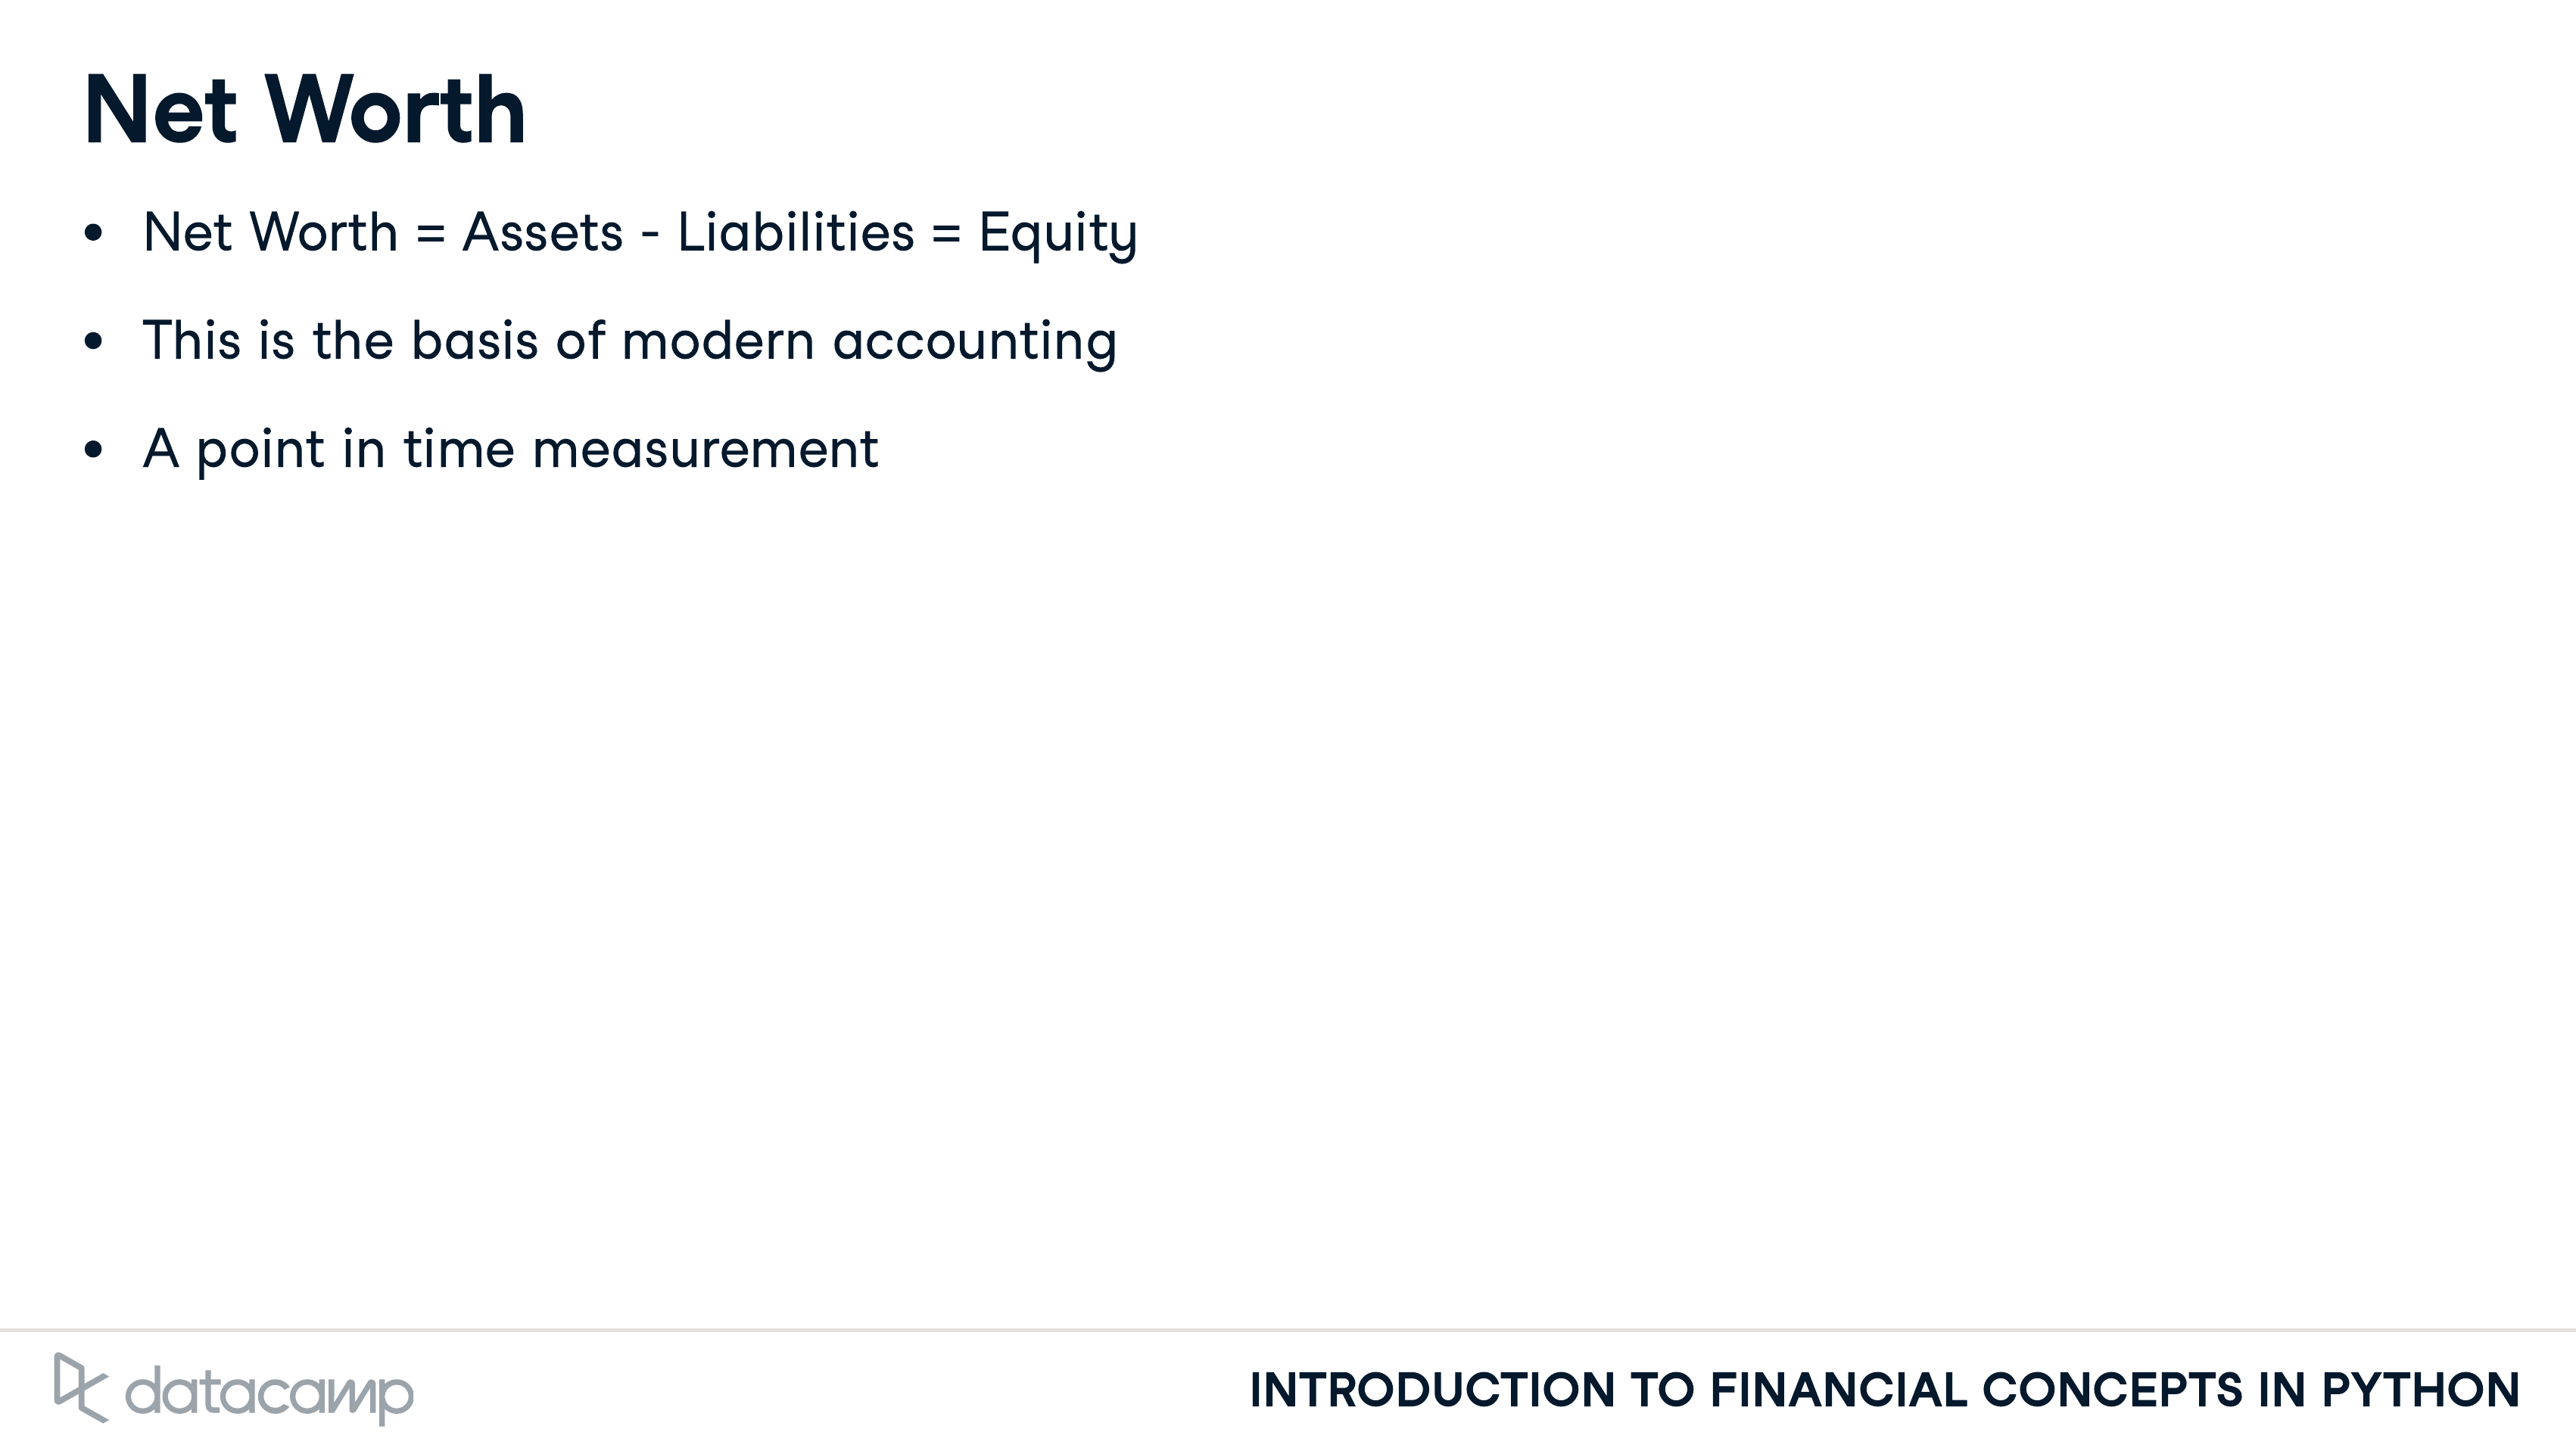 Net Worth
• Net Worth = Assets - Liabilities = Equity
• This is the basis of modern accounting
• A point in time measurement
datacamp
INTRODUCTION TO FINANCIAL CONCEPTS IN PYTHON